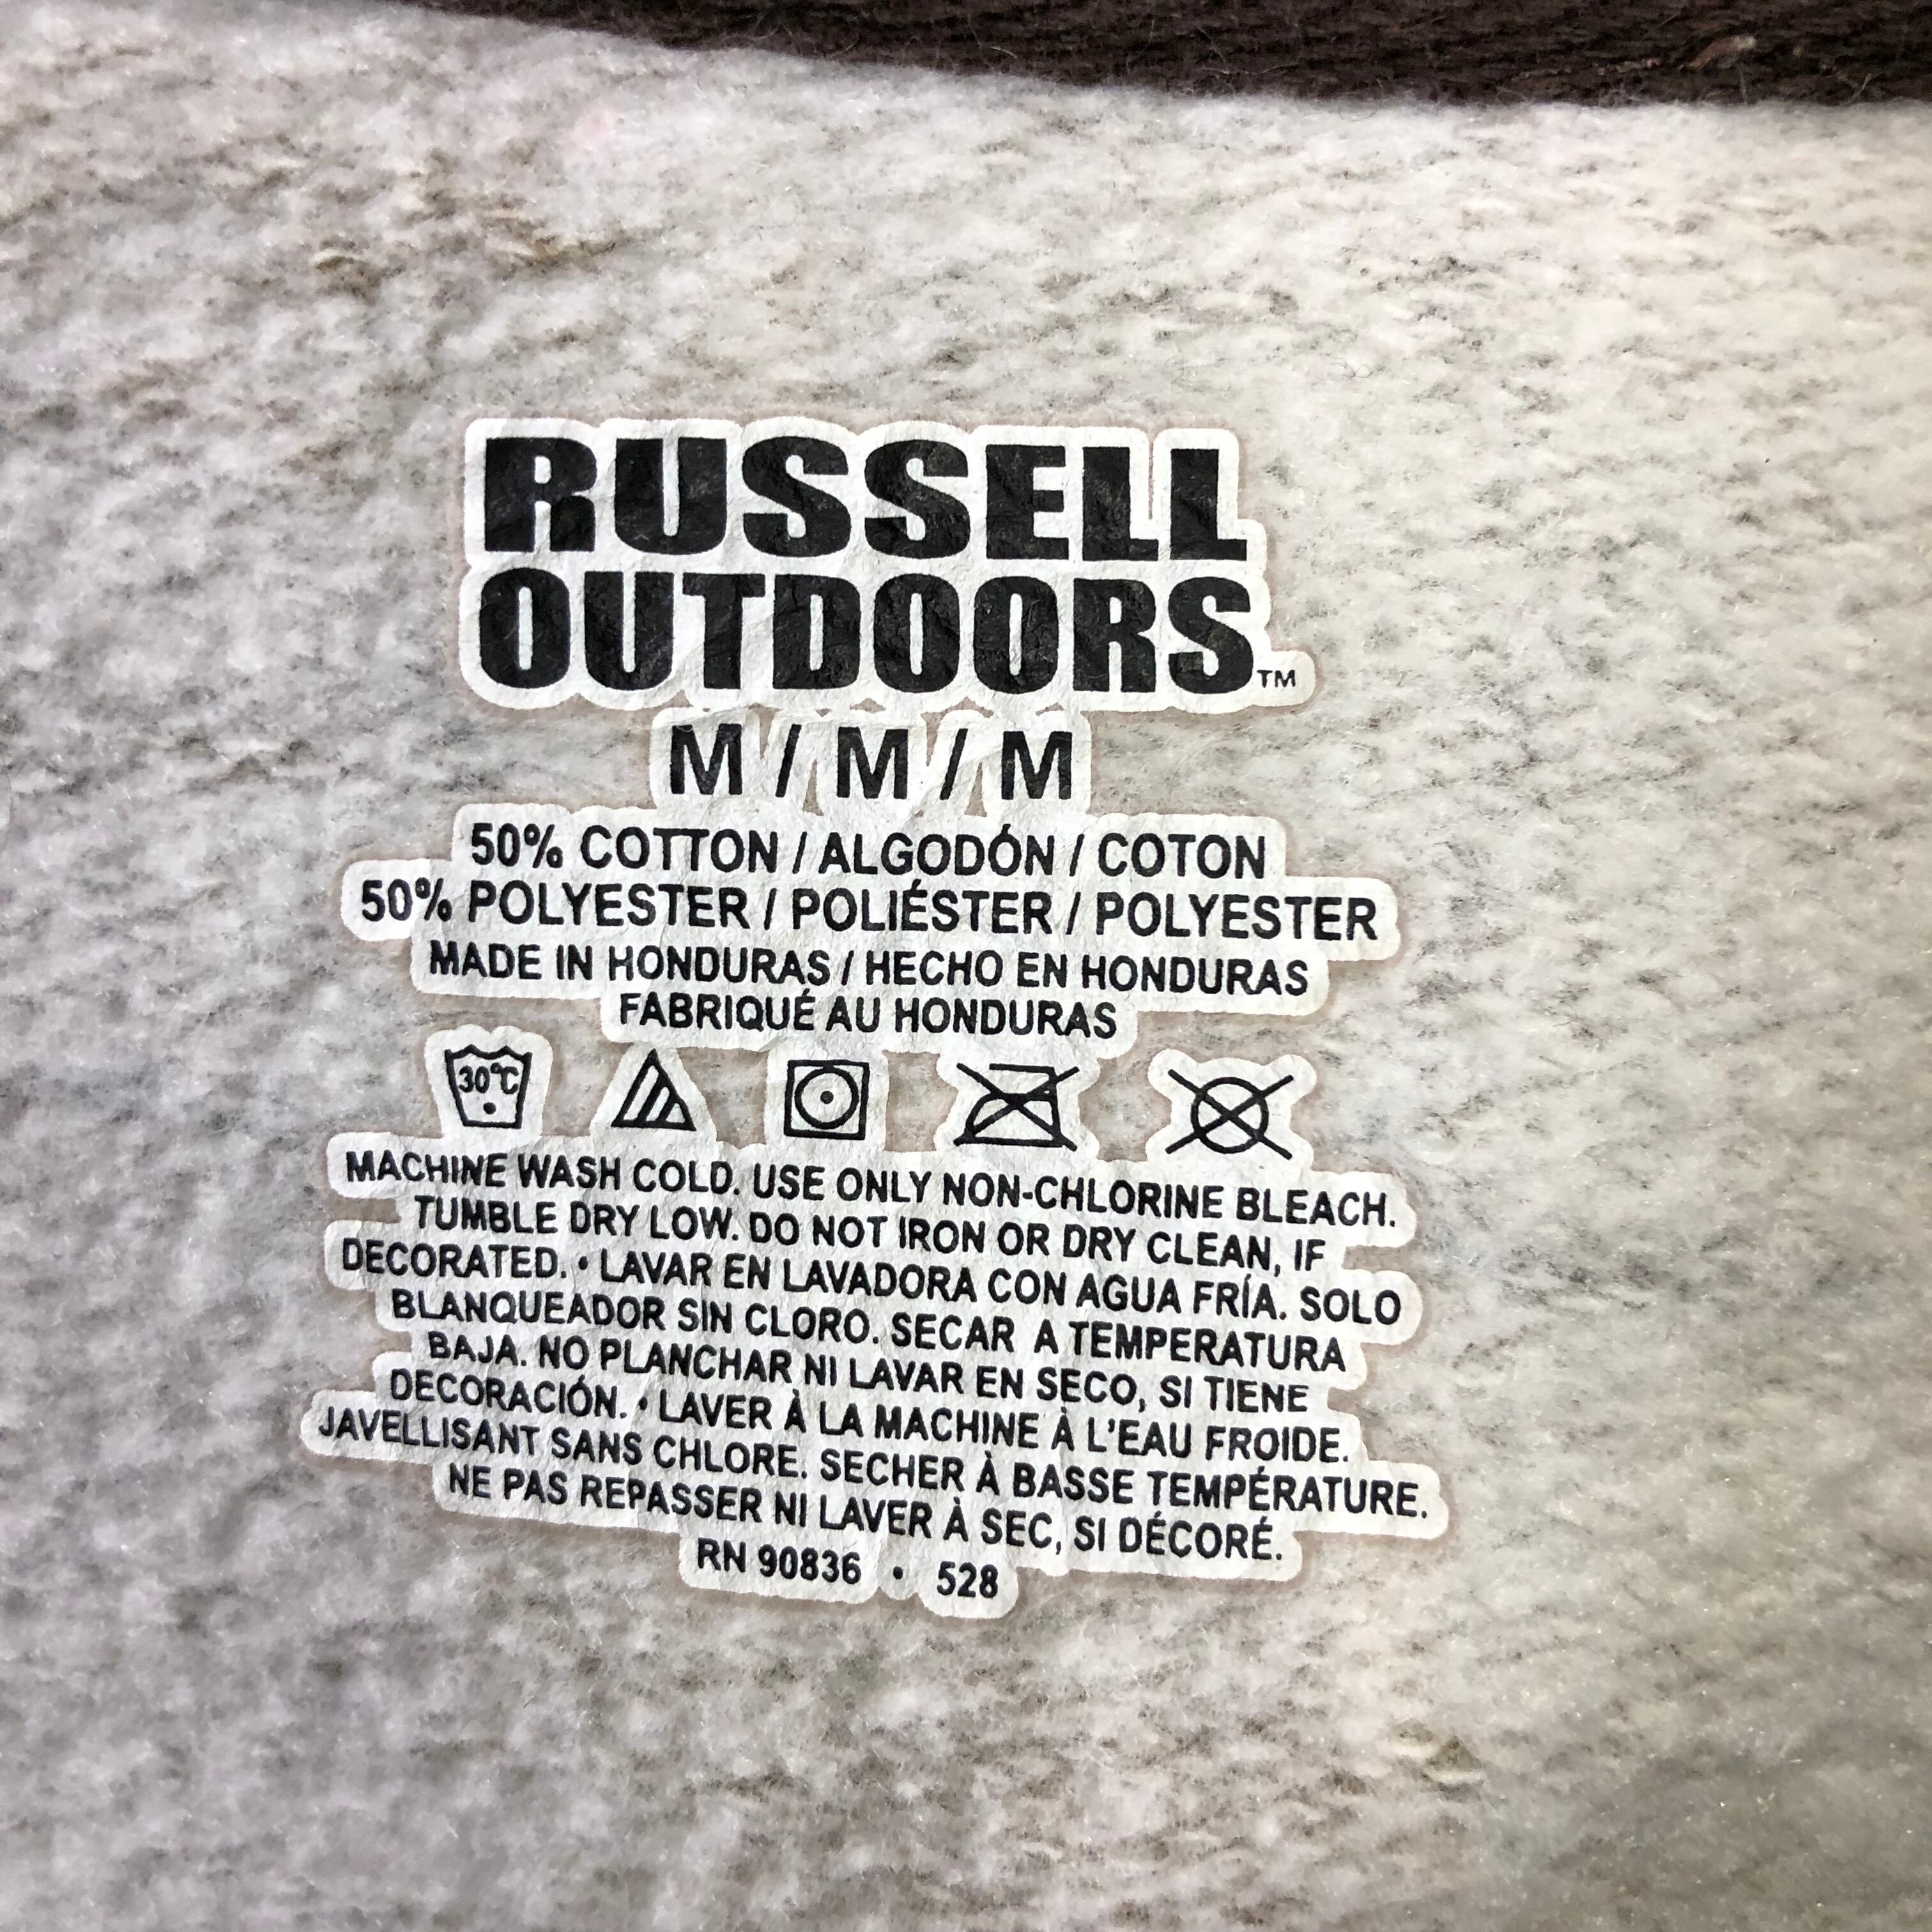 RUSSELL
OUTDOORS™
M / M / M
50% COTTON / ALGODÓN / COTON
50% POLYESTER / POLIÉSTER / POLYESTER
MADE IN HONDURAS / HECHO EN HONDURAS
FABRIQUÉ AU HONDURAS
30°C
MACHINE WASH COLD. USE ONLY NON-CHLORINE BLEACH.
TUMBLE DRY LOW. DO NOT IRON OR DRY CLEAN, IF
DECORATED. • LAVAR EN LAVADORA CON AGUA FRÍA. SOLO
BLANQUEADOR SIN CLORO. SECAR A TEMPERATURA
BAJA. NO PLANCHAR NI LAVAR EN SECO, SI TIENE
DECORACIÓN. • LAVER À LA MACHINE À L'EAU FROIDE.
JAVELLISANT SANS CHLORE. SECHER À BASSE TEMPÉRATURE.
NE PAS REPASSER NI LAVER À SEC, SI DÉCORÉ.
RN 90836 • 528